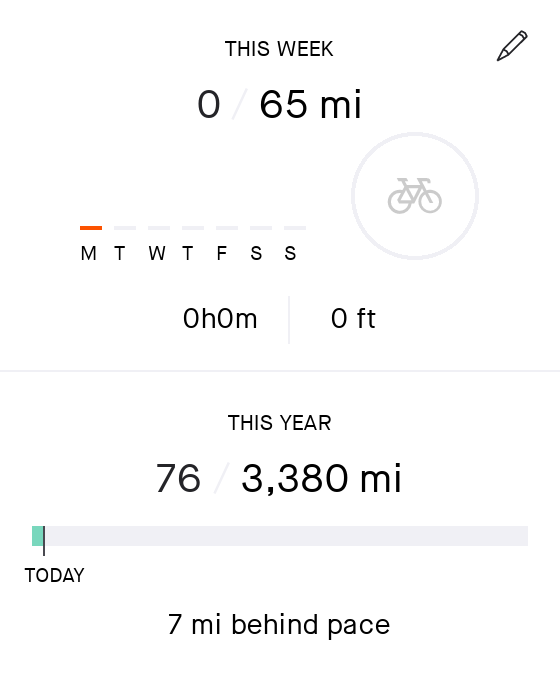 THIS WEEK
0 / 65 mi
M T W T F S S
0h0m 0 ft
THIS YEAR
76 / 3,380 mi
TODAY
7 mi behind pace